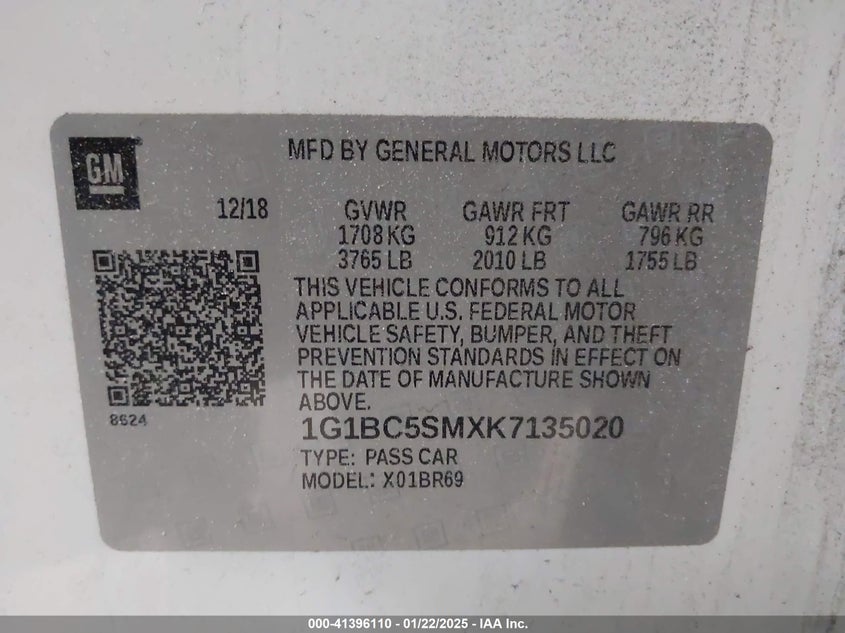 GM
MFD BY GENERAL MOTORS LLC
12/18 GVWR GAWR FRT GAWR RR
1708 KG 912 KG 796 KG
3765 LB 2010 LB 1755 LB
THIS VEHICLE CONFORMS TO ALL
APPLICABLE U.S. FEDERAL MOTOR
VEHICLE SAFETY, BUMPER, AND THEFT
PREVENTION STANDARDS IN EFFECT ON
THE DATE OF MANUFACTURE SHOWN
ABOVE.
8624
1G1BC5SMXK7135020
TYPE: PASS CAR
MODEL: X01BR69
000-41396110 - 01/22/2025 - IAA Inc.